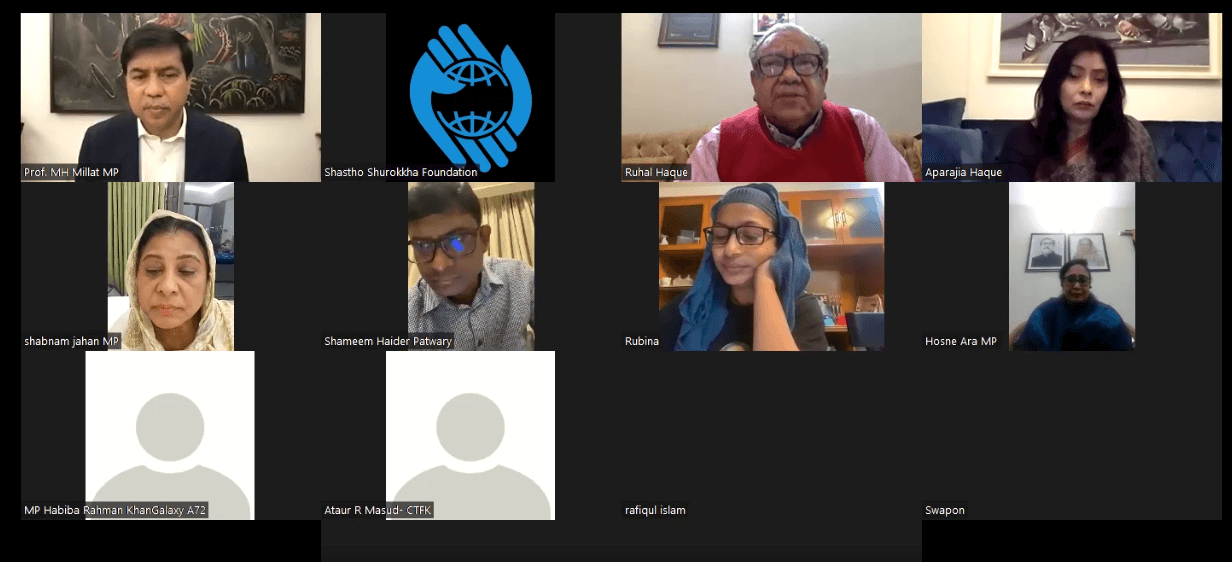 Prof. MH Millat MP
Shastho Shurokkha Foundation
Ruhal Haque
Aparajia Haque
shabnam jahan MP
Shameem Haider Patwary
Rubina
Hosne Ara MP
MP Habiba Rahman KhanGalaxy A72
Ataur R Masud- CTFK
rafiqul islam
Swapon